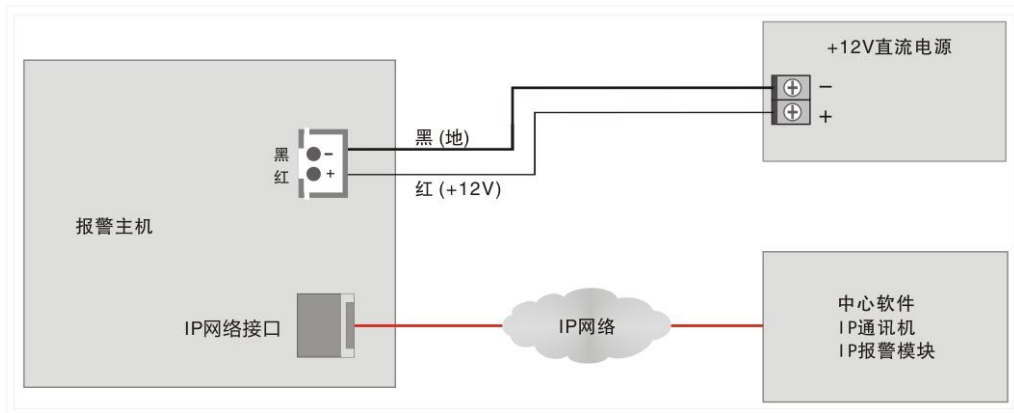 +12V直流电源
−
+
黑 (地)
黑 −
红 +
红 (+12V)
报警主机
IP网络接口
IP网络
中心软件
IP通讯机
IP报警模块